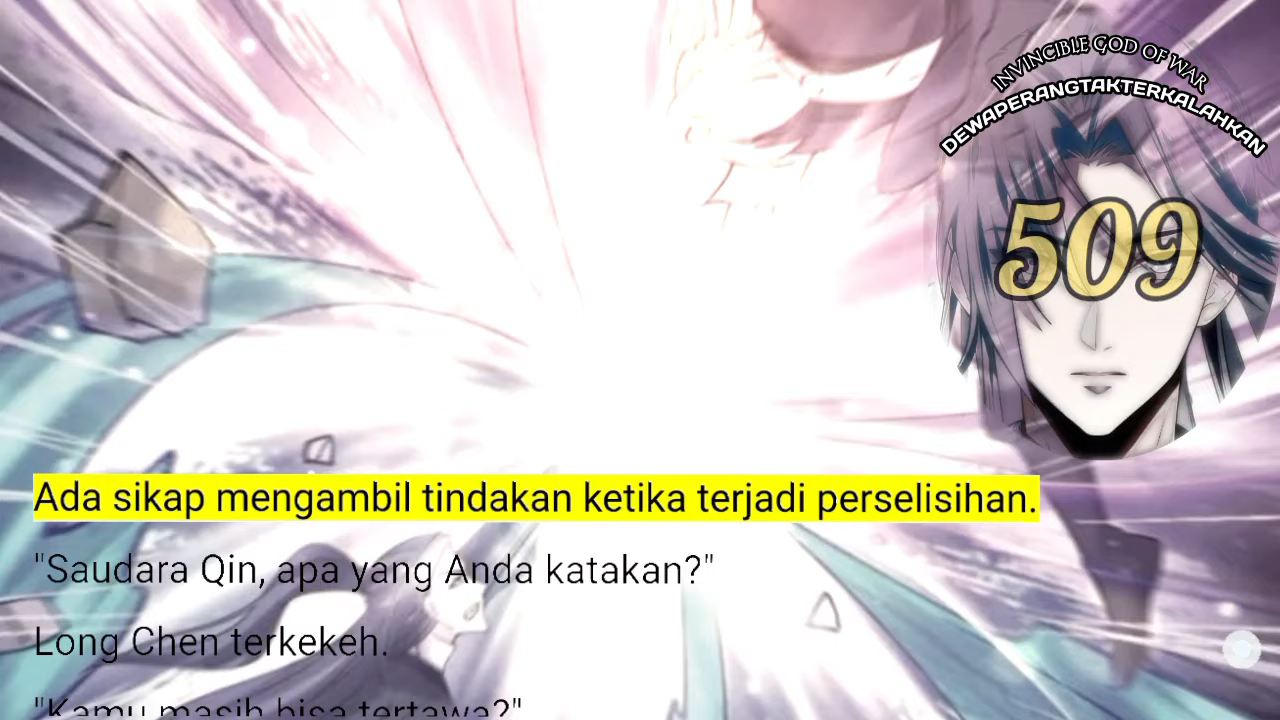 INVINCIBLE GOD OF WAR
DEWAPERANGTAKTERKALAHKAN
509
Ada sikap mengambil tindakan ketika terjadi perselisihan.
"Saudara Qin, apa yang Anda katakan?"
Long Chen terkekeh.
"Kamu masih bisa tertawa?"